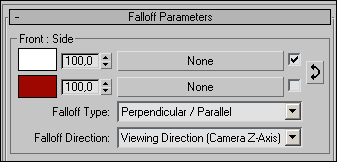 - Falloff Parameters
Front : Side
100,0 None
100,0 None
Falloff Type: Perpendicular / Parallel
Falloff Direction: Viewing Direction (Camera Z-Axis)